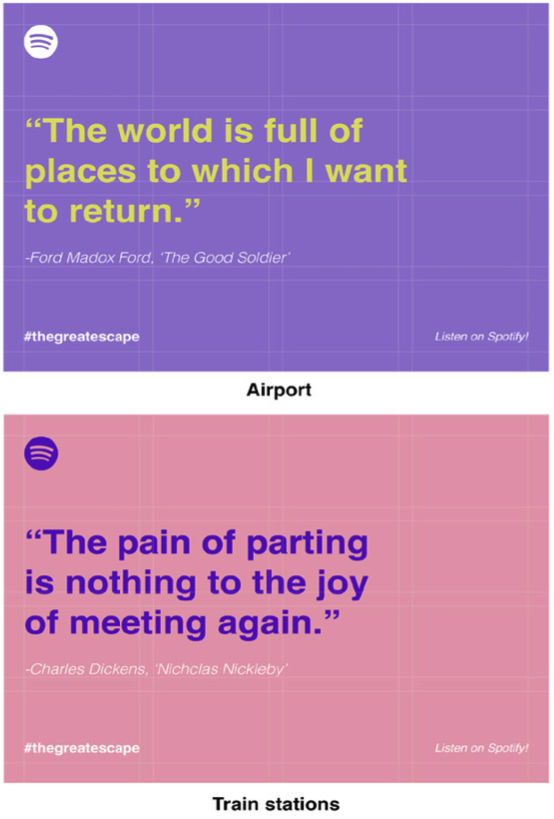 “The world is full of
places to which I want
to return.”
-Ford Madox Ford, ‘The Good Soldier’
#thegreatescape
Listen on Spotify!
Airport
“The pain of parting
is nothing to the joy
of meeting again.”
-Charles Dickens, ‘Nichclas Nickleby’
#thegreatescape
Listen on Spotify!
Train stations